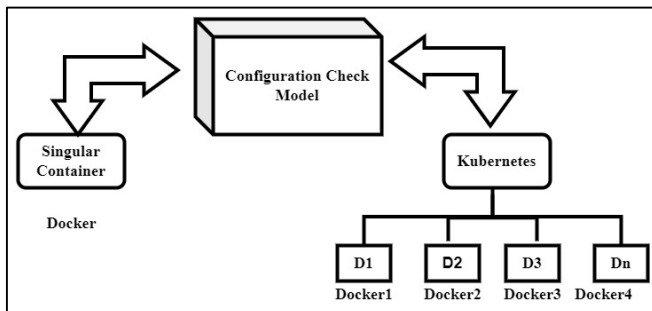 Configuration Check
Model
Singular
Container
Kubernetes
Docker
D1
D2
D3
Dn
Docker1
Docker2
Docker3
Docker4